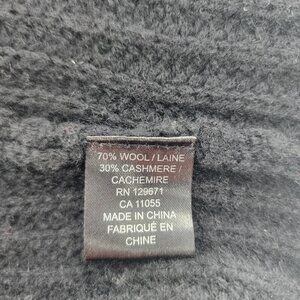 70% WOOL / LAINE
30% CASHMERE /
CACHEMIRE
RN 129671
CA 11055
MADE IN CHINA
FABRIQUÉ EN
CHINE